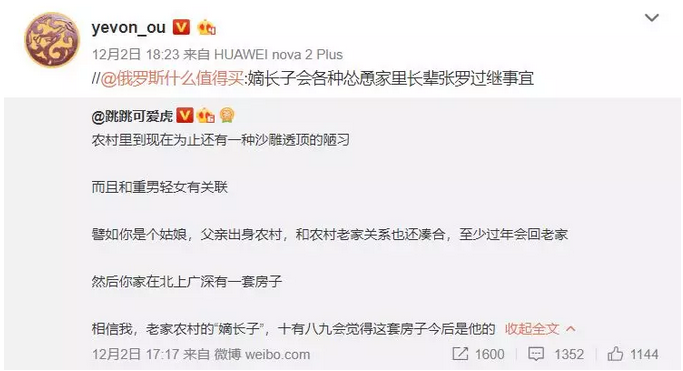 yevon_ou
12月2日 18:23 来自 HUAWEI nova 2 Plus
//@俄罗斯什么值得买:嫡长子会各种怂恿家里长辈张罗过继事宜
@跳跳可爱虎
农村里到现在为止还有一种沙雕透顶的陋习
而且和重男轻女有关联
譬如你是个姑娘，父亲出身农村，和农村老家关系也还凑合，至少过年会回老家
然后你家在北上广深有一套房子
相信我，老家农村的“嫡长子”，十有八九会觉得这套房子今后是他的 收起全文
12月2日 17:17 来自 微博 weibo.com 1600 1352 1144